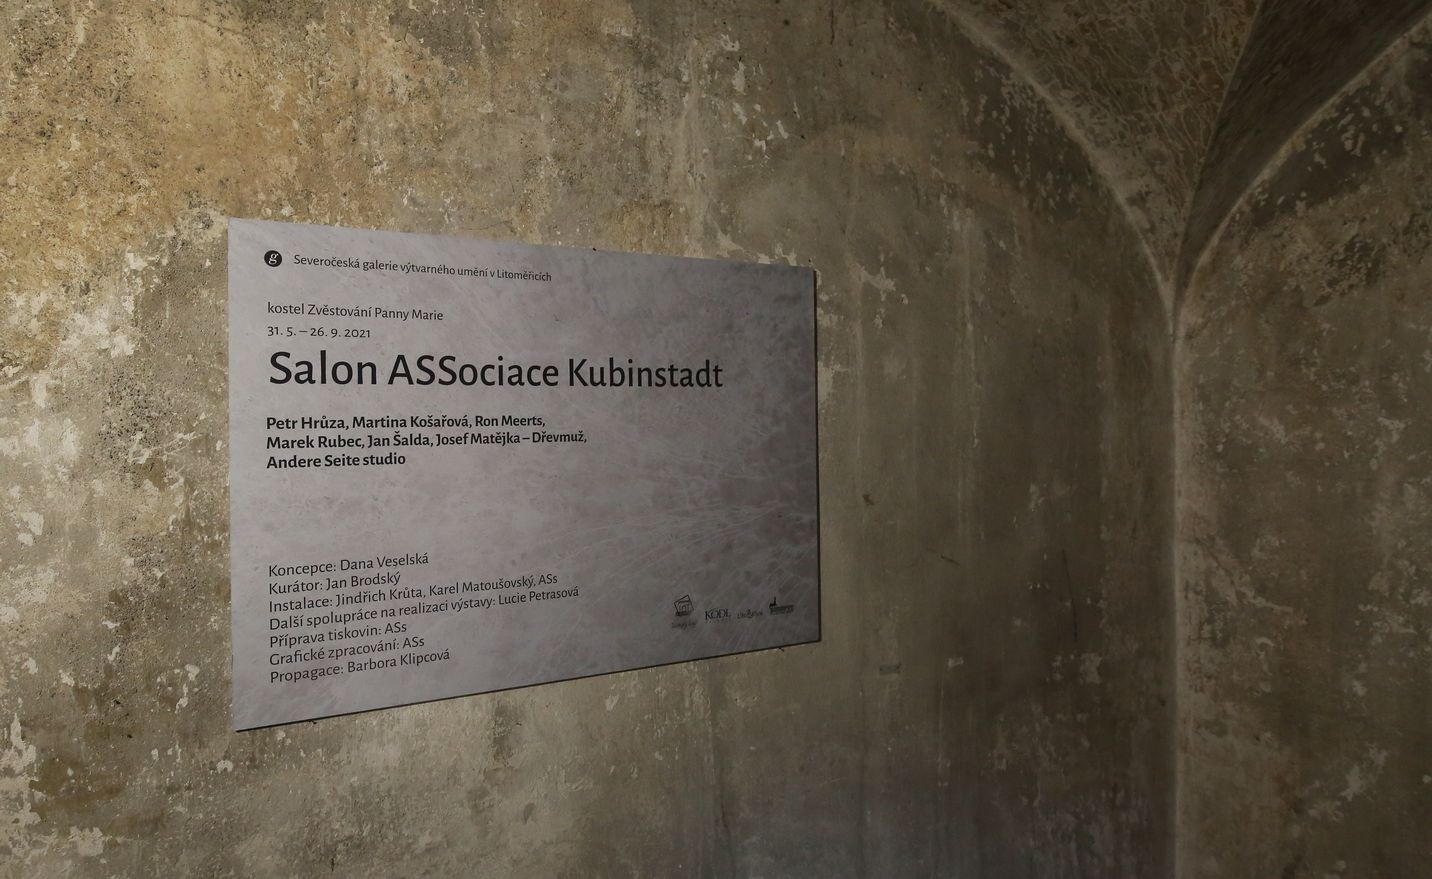 g Severočeská galerie výtvarného umění v Litoměřicích
kostel Zvěstování Panny Marie
31. 5. – 26. 9. 2021
Salon ASSociace Kubinstadt
Petr Hrůza, Martina Košařová, Ron Meerts,
Marek Rubec, Jan Šalda, Josef Matějka – Dřevmuž,
Andere Seite studio
Koncepce: Dana Veselská
Kurátor: Jan Brodský
Instalace: Jindřich Krůta, Karel Matoušovský, ASs
Další spolupráce na realizaci výstavy: Lucie Petrasová
Příprava tiskovin: ASs
Grafické zpracování: ASs
Propagace: Barbora Klipcová
KODL